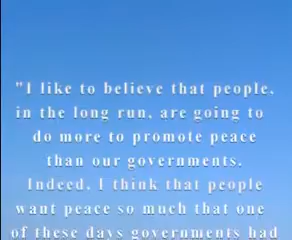 "I like to believe that people,
in the long run, are going to
do more to promote peace
than our governments.
Indeed, I think that people
want peace so much that one
of these days governments had